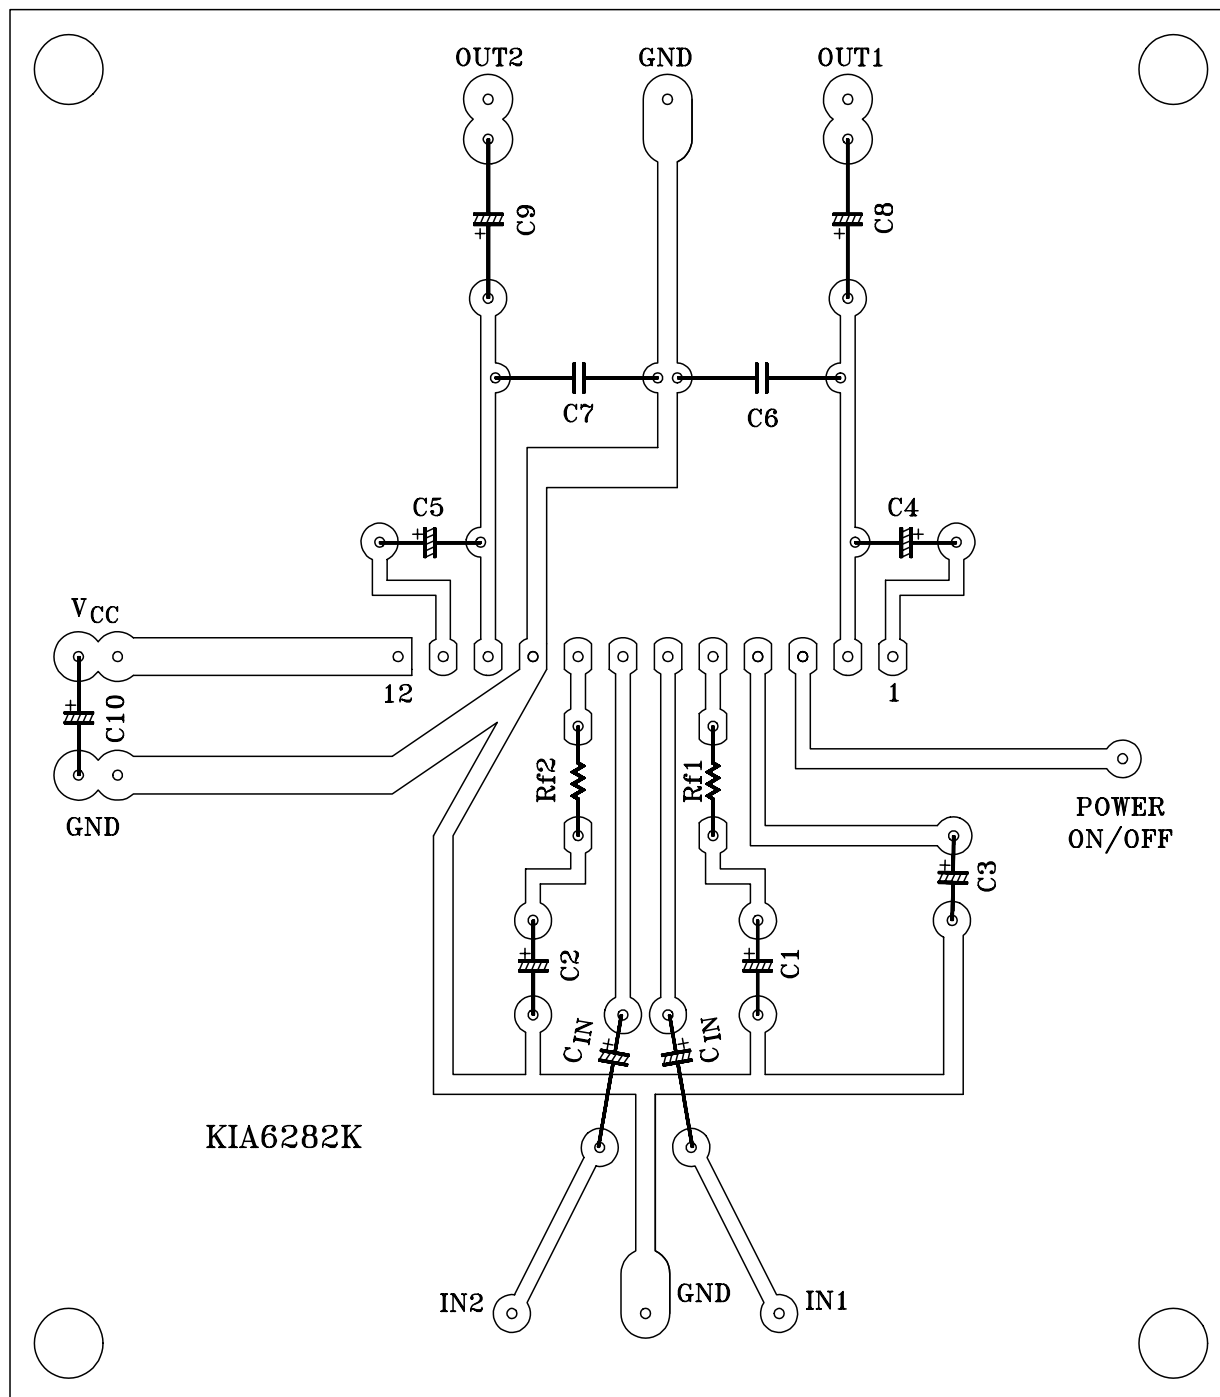 OUT2
GND
OUT1
C9
+
C8
+
C7
C6
C5
+
C4
+
VCC
12
1
+
C10
Rf2
Rf1
GND
POWER
ON/OFF
+
C3
+
C2
+
C1
CIN
+
+
CIN
KIA6282K
IN2
GND
IN1